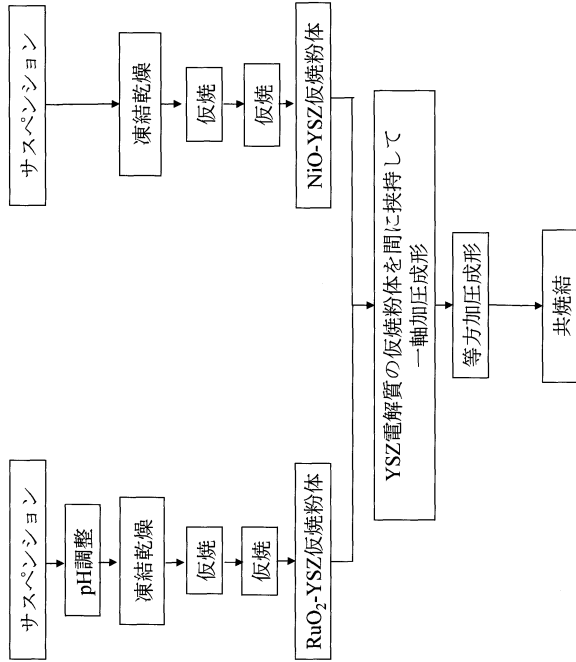 サスペンション
pH調整
凍結乾燥
仮焼
仮焼
RuO₂-YSZ仮焼粉体
サスペンション
凍結乾燥
仮焼
仮焼
NiO-YSZ仮焼粉体
YSZ電解質の仮焼粉体を間に挟持して
一軸加圧成形
等方加圧成形
共焼結